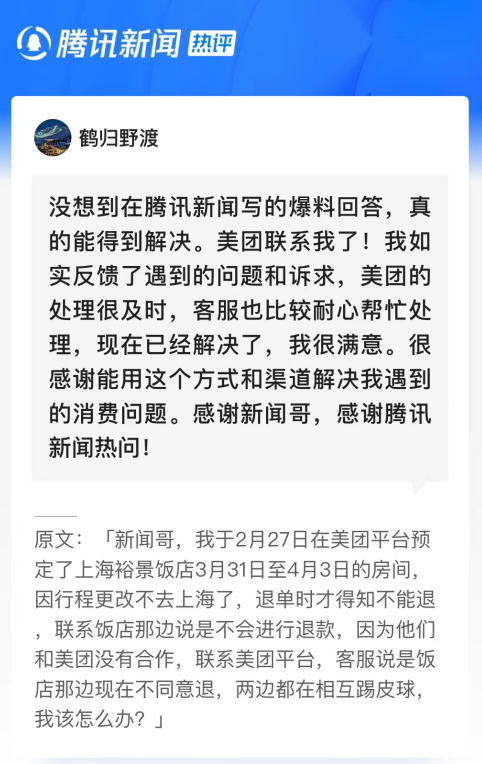 腾讯新闻 热评
鹤归野渡
没想到在腾讯新闻写的爆料回答，真
的能得到解决。美团联系我了！我如
实反馈了遇到的问题和诉求，美团的
处理很及时，客服也比较耐心帮忙处
理，现在已经解决了，我很满意。很
感谢能用这个方式和渠道解决我遇到
的消费问题。感谢新闻哥，感谢腾讯
新闻热问！
原文：「新闻哥，我于2月27日在美团平台预
定了上海裕景饭店3月31日至4月3日的房间，
因行程更改不去上海了，退单时才得知不能退
，联系饭店那边说是不会进行退款，因为他们
和美团没有合作，联系美团平台，客服说是饭
店那边现在不同意退，两边都在相互踢皮球，
我该怎么办？」